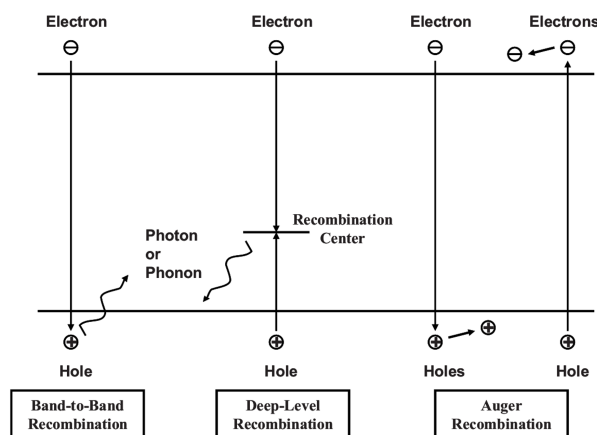 Electron
Electron
Electron
Electrons
Recombination
Center
Photon
or
Phonon
Hole
Hole
Holes
Hole
Band-to-Band
Recombination
Deep-Level
Recombination
Auger
Recombination